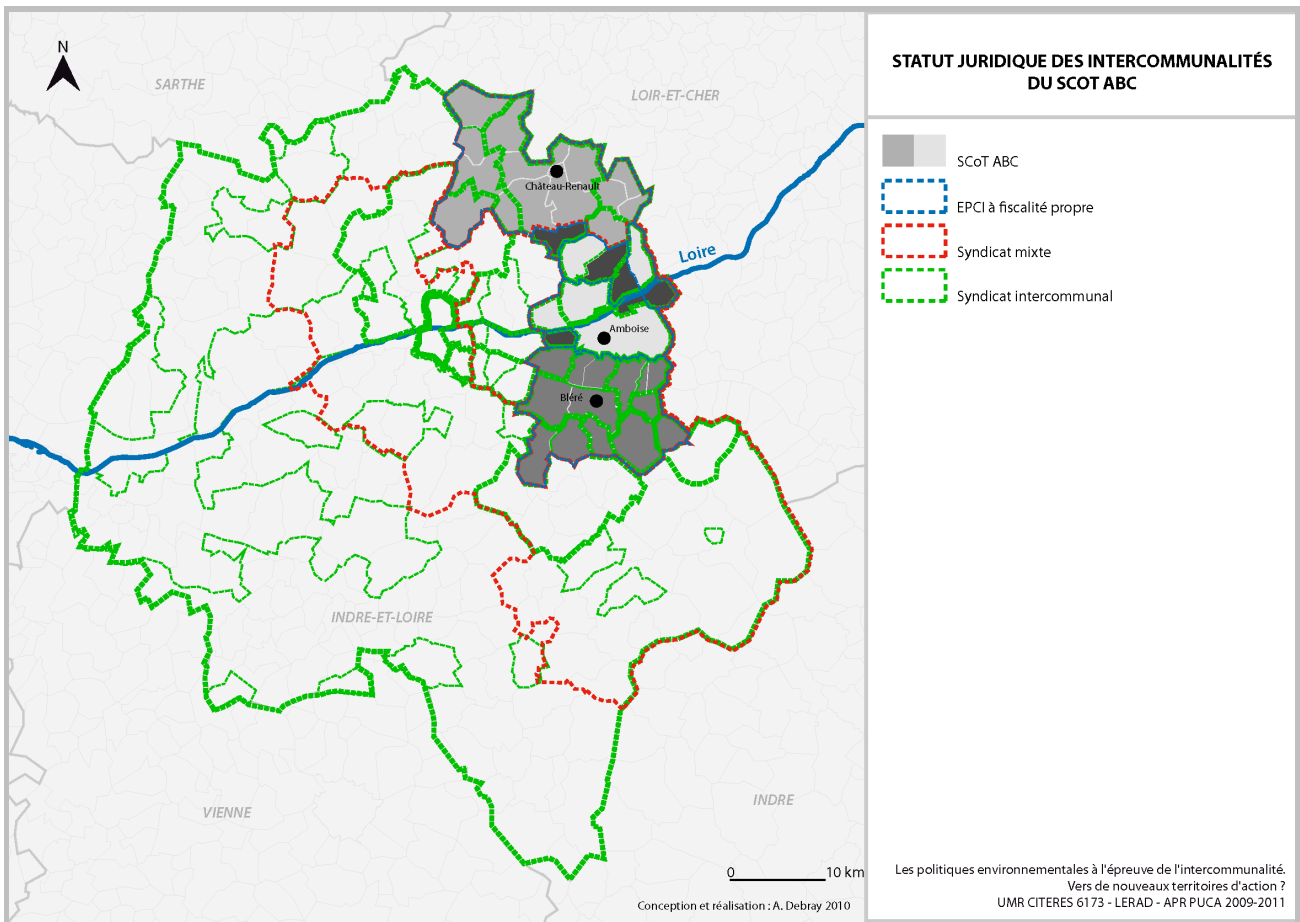 N
SARTHE
LOIR-ET-CHER
Château-Renault
Loire
Amboise
Bléré
INDRE-ET-LOIRE
VIENNE
INDRE
0 10 km
Conception et réalisation : A. Debray 2010
STATUT JURIDIQUE DES INTERCOMMUNALITÉS
DU SCOT ABC
SCoT ABC
EPCI à fiscalité propre
Syndicat mixte
Syndicat intercommunal
Les politiques environnementales à l'épreuve de l'intercommunalité.
Vers de nouveaux territoires d'action ?
UMR CITERES 6173 - LERAD - APR PUCA 2009-2011